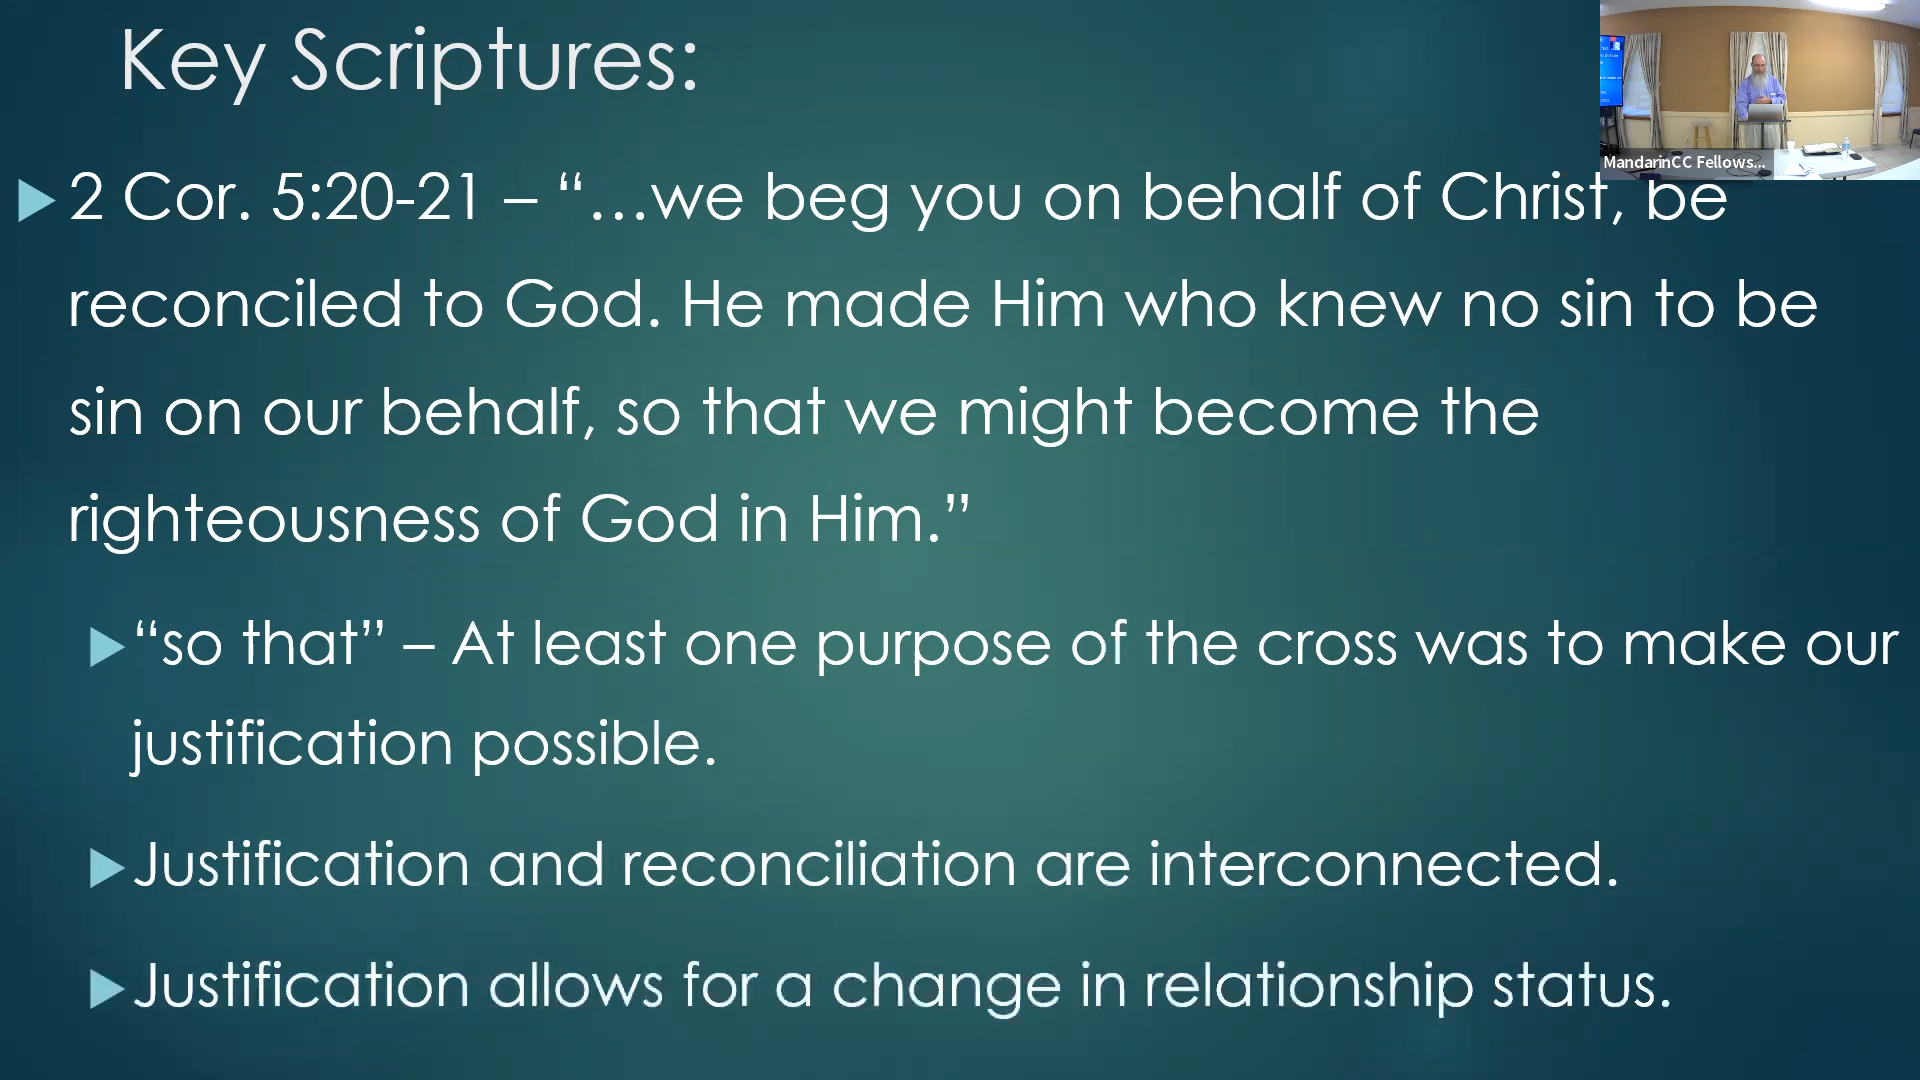 Key Scriptures:
2 Cor. 5:20-21 – “…we beg you on behalf of Christ, be
reconciled to God. He made Him who knew no sin to be
sin on our behalf, so that we might become the
righteousness of God in Him.”
“so that” – At least one purpose of the cross was to make our
justification possible.
Justification and reconciliation are interconnected.
Justification allows for a change in relationship status.
MandarinCC Fellows...